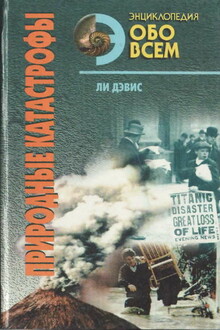 ЭНЦИКЛОПЕДИЯ
ОБО
ВСЕМ
ЛИ ДЭВИС
ПРИРОДНЫЕ КАТАСТРОФЫ
TITANIC
DISASTER
GREAT LOSS
OF LIFE
EVENING NEWS